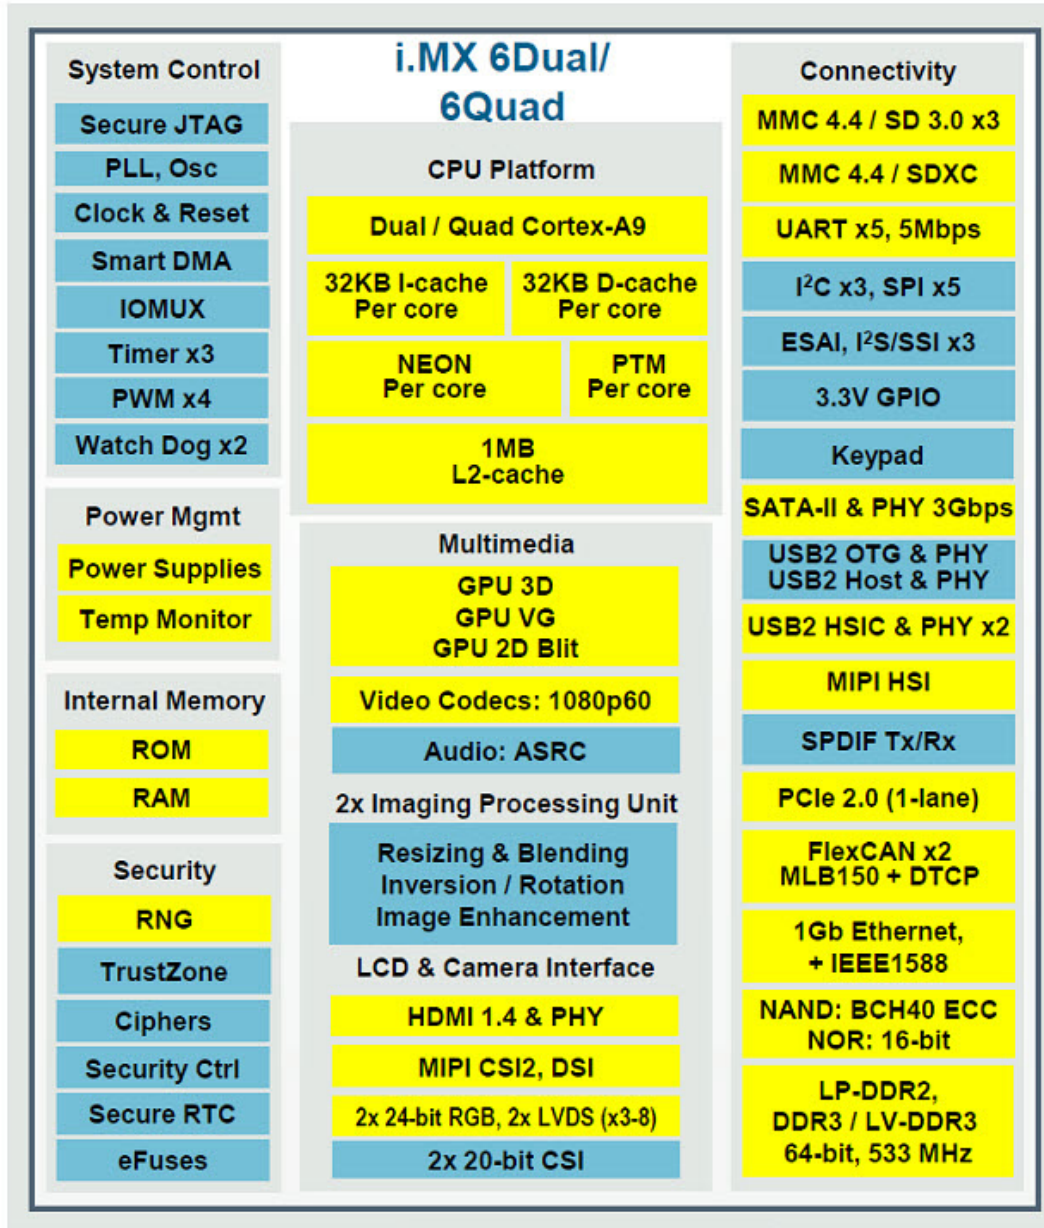 i.MX 6Dual/
6Quad
System Control
Secure JTAG
PLL, Osc
Clock & Reset
Smart DMA
IOMUX
Timer x3
PWM x4
Watch Dog x2
Power Mgmt
Power Supplies
Temp Monitor
Internal Memory
ROM
RAM
Security
RNG
TrustZone
Ciphers
Security Ctrl
Secure RTC
eFuses
CPU Platform
Dual / Quad Cortex-A9
32KB I-cache
Per core
32KB D-cache
Per core
NEON
Per core
PTM
Per core
1MB
L2-cache
Multimedia
GPU 3D
GPU VG
GPU 2D Blit
Video Codecs: 1080p60
Audio: ASRC
2x Imaging Processing Unit
Resizing & Blending
Inversion / Rotation
Image Enhancement
LCD & Camera Interface
HDMI 1.4 & PHY
MIPI CSI2, DSI
2x 24-bit RGB, 2x LVDS (x3-8)
2x 20-bit CSI
Connectivity
MMC 4.4 / SD 3.0 x3
MMC 4.4 / SDXC
UART x5, 5Mbps
I²C x3, SPI x5
ESAI, I²S/SSI x3
3.3V GPIO
Keypad
SATA-II & PHY 3Gbps
USB2 OTG & PHY
USB2 Host & PHY
USB2 HSIC & PHY x2
MIPI HSI
SPDIF Tx/Rx
PCIe 2.0 (1-lane)
FlexCAN x2
MLB150 + DTCP
1Gb Ethernet,
+ IEEE1588
NAND: BCH40 ECC
NOR: 16-bit
LP-DDR2,
DDR3 / LV-DDR3
64-bit, 533 MHz